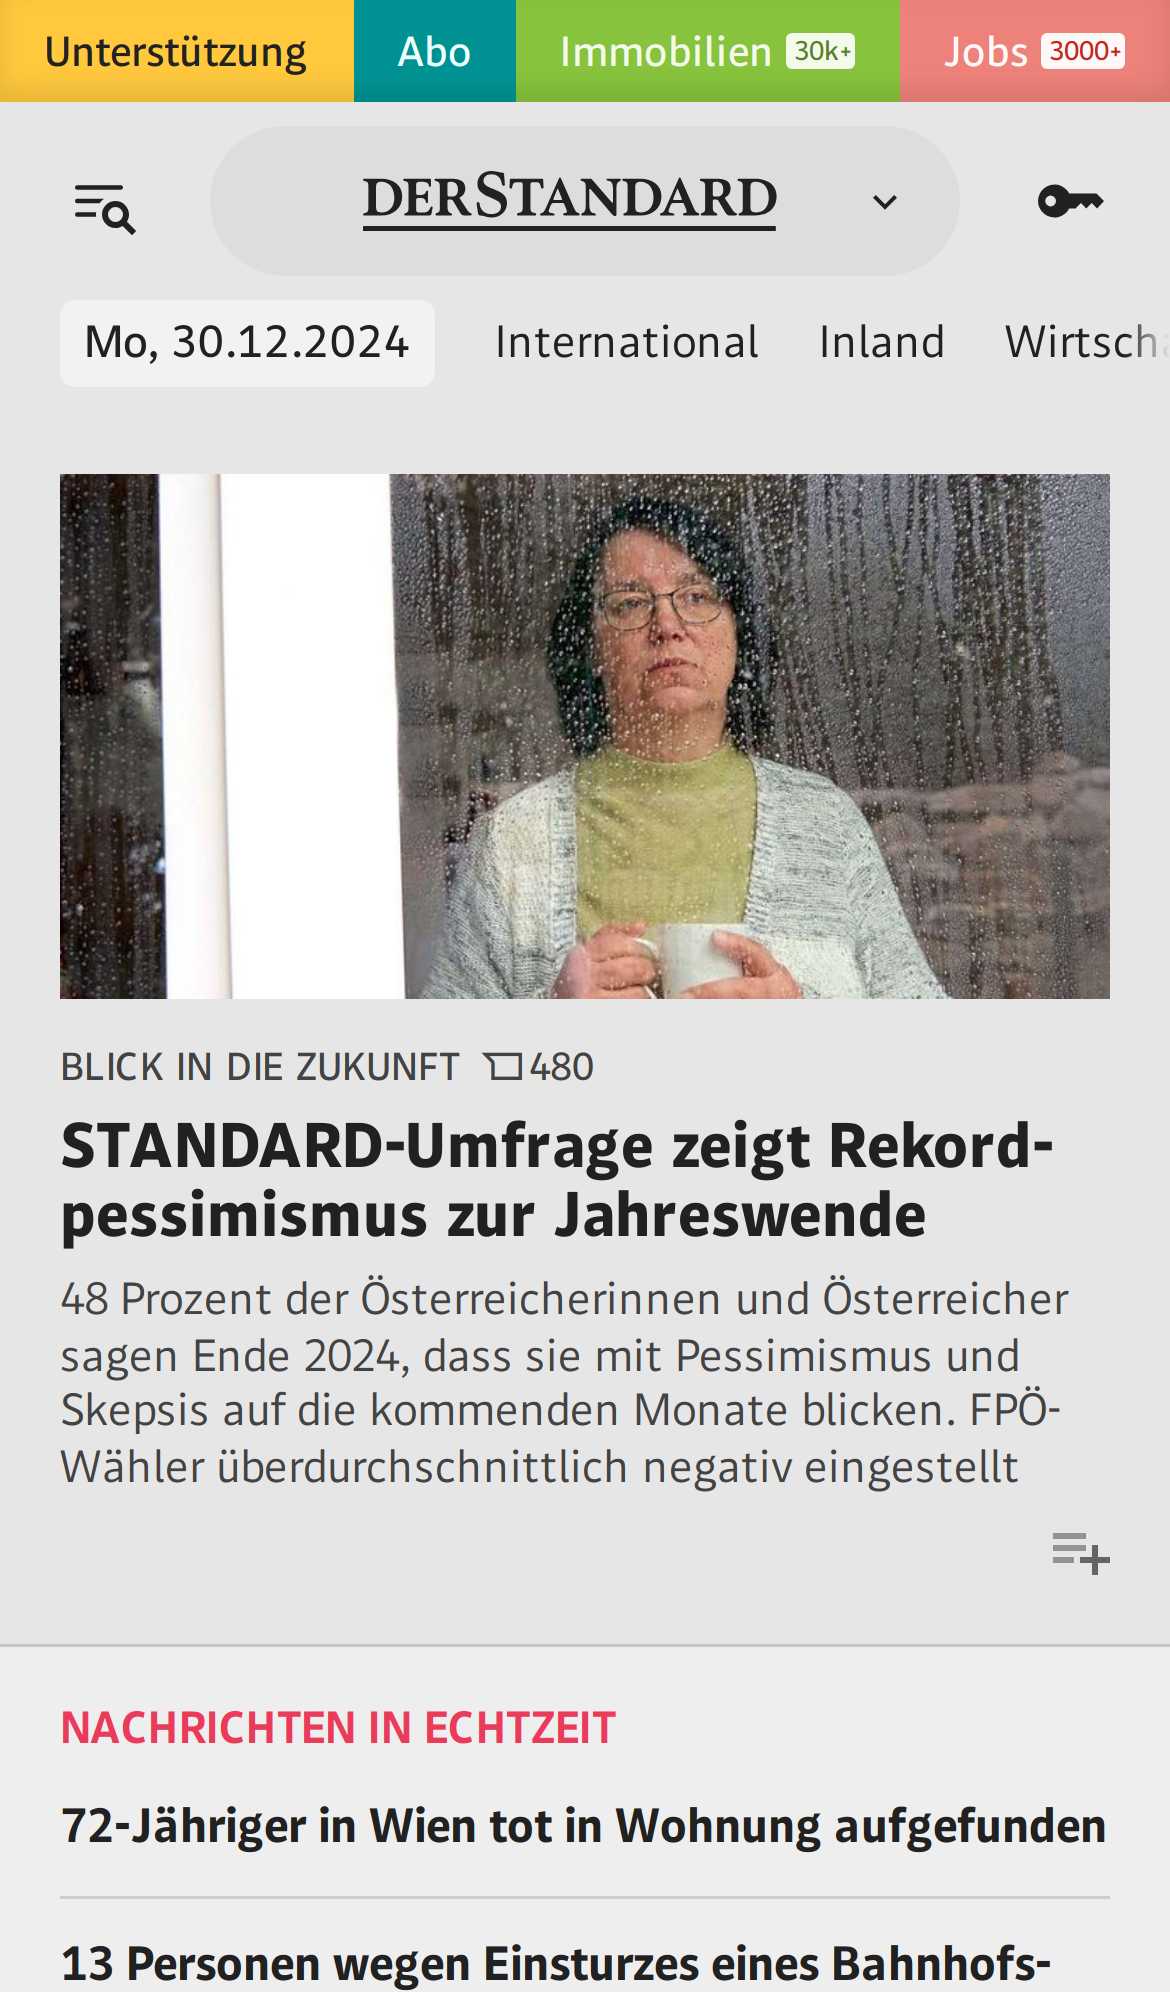 Unterstützung Abo Immobilien 30k+ Jobs 3000+
DERSTANDARD
Mo, 30.12.2024 International Inland Wirtscha
BLICK IN DIE ZUKUNFT 480
STANDARD-Umfrage zeigt Rekord-
pessimismus zur Jahreswende
48 Prozent der Österreicherinnen und Österreicher
sagen Ende 2024, dass sie mit Pessimismus und
Skepsis auf die kommenden Monate blicken. FPÖ-
Wähler überdurchschnittlich negativ eingestellt
NACHRICHTEN IN ECHTZEIT
72-Jähriger in Wien tot in Wohnung aufgefunden
13 Personen wegen Einsturzes eines Bahnhofs-